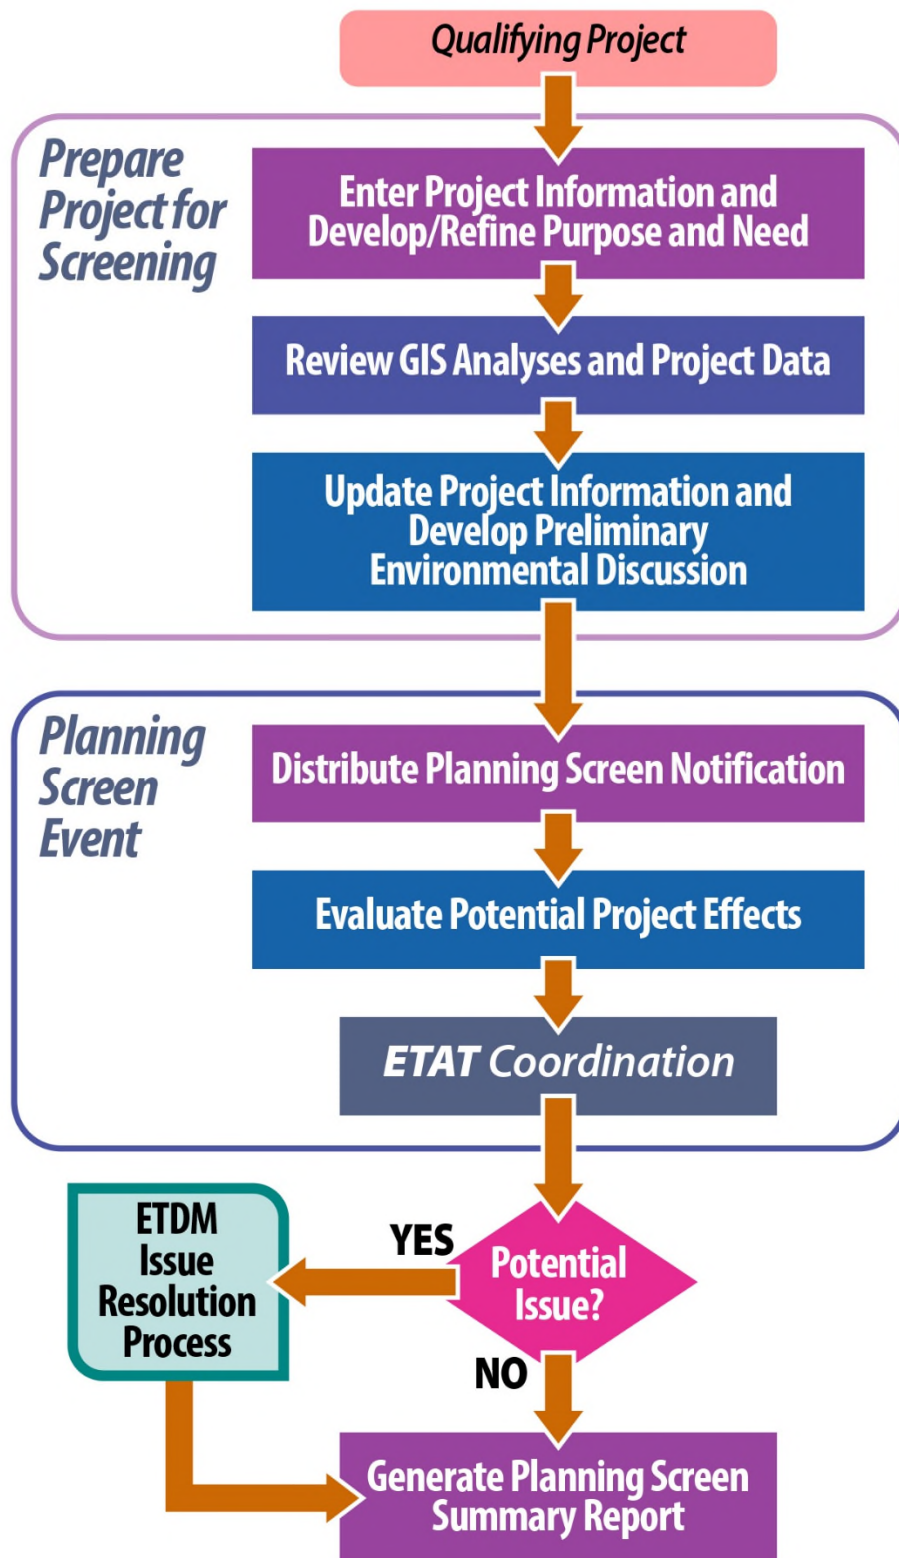 Qualifying Project
Prepare
Project for
Screening
Enter Project Information and
Develop/Refine Purpose and Need
Review GIS Analyses and Project Data
Update Project Information and
Develop Preliminary
Environmental Discussion
Planning
Screen
Event
Distribute Planning Screen Notification
Evaluate Potential Project Effects
ETAT Coordination
Potential
Issue?
YES
ETDM
Issue
Resolution
Process
NO
Generate Planning Screen
Summary Report